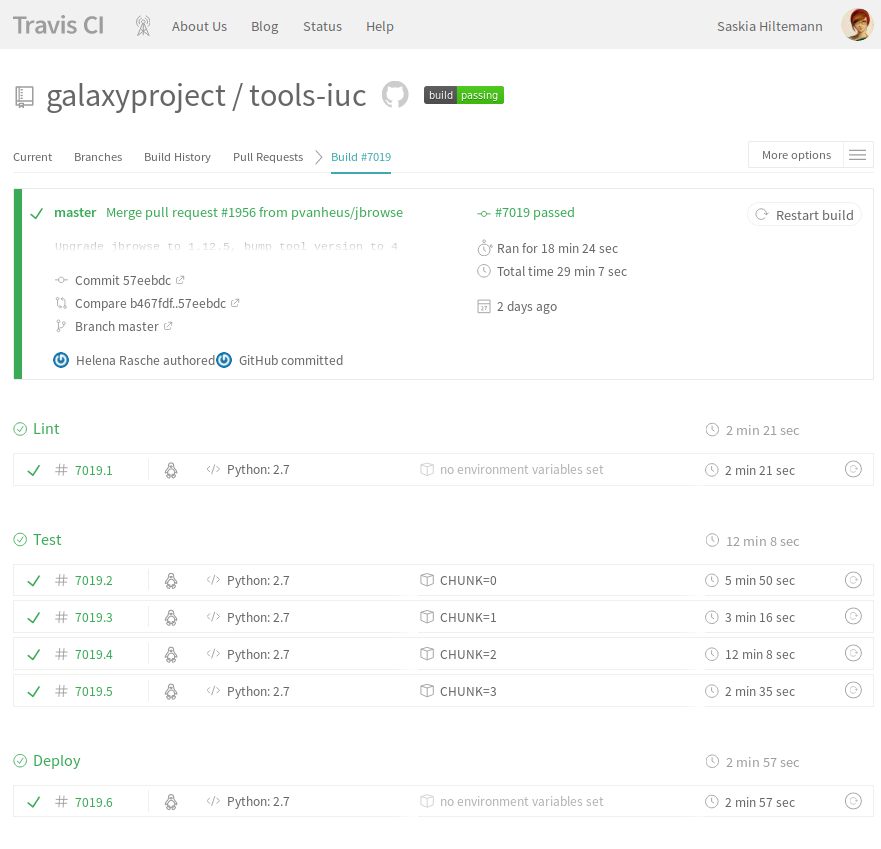 Travis CI About Us Blog Status Help Saskia Hiltemann
galaxyproject / tools-iuc build passing
Current Branches Build History Pull Requests Build #7019 More options
master Merge pull request #1956 from pvanheus/jbrowse #7019 passed Restart build
Upgrade jbrowse to 1.12.5, bump tool version to 4 Ran for 18 min 24 sec
Total time 29 min 7 sec
Commit 57eebdc
Compare b467fdf..57eebdc 2 days ago
Branch master
Helena Rasche authored GitHub committed
Lint 2 min 21 sec
# 7019.1 </> Python: 2.7 no environment variables set 2 min 21 sec
Test 12 min 8 sec
# 7019.2 </> Python: 2.7 CHUNK=0 5 min 50 sec
# 7019.3 </> Python: 2.7 CHUNK=1 3 min 16 sec
# 7019.4 </> Python: 2.7 CHUNK=2 12 min 8 sec
# 7019.5 </> Python: 2.7 CHUNK=3 2 min 35 sec
Deploy 2 min 57 sec
# 7019.6 </> Python: 2.7 no environment variables set 2 min 57 sec